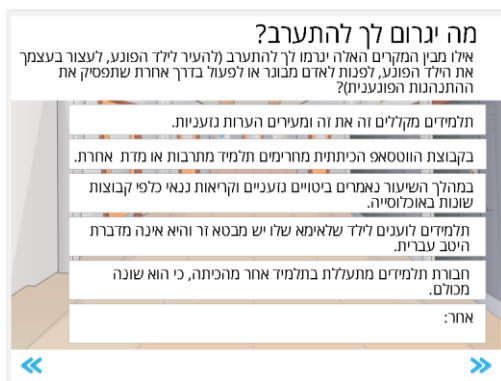 מה יגרום לך להתערב?
אילו מבין המקרים האלה יגרמו לך להתערב (להעיר לילד הפוגע, לעצור בעצמך
את הילד הפוגע, לפנות לאדם מבוגר או לפעול בדרך אחרת שתפסיק את
ההתנהגות הפוגענית)?
תלמידים מקללים זה את זה ומעירים הערות גזעניות.
בקבוצת הווטסאפ הכיתתית מחרימים תלמיד מתרבות או מדת אחרת.
במהלך השיעור נאמרים ביטויים גזעניים וקריאות גנאי כלפי קבוצות
שונות באוכלוסייה.
תלמידים לועגים לילד שלאימא שלו יש מבטא זר והיא אינה מדברת
היטב עברית.
חבורת תלמידים מתעללת בתלמיד אחר מהכיתה, כי הוא שונה
מכולם.
אחר: